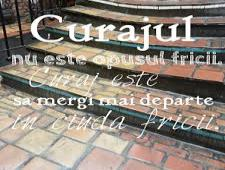 Curajul
nu este opusul fricii.
Curaj este
sa mergi mai departe
in ciuda fricii.